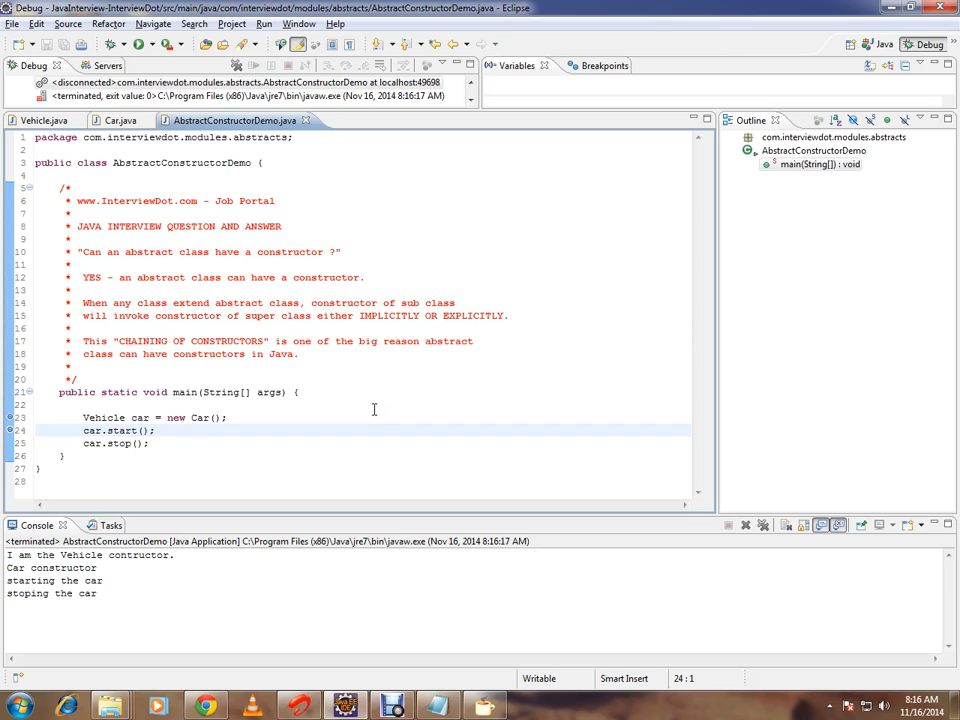 Debug - JavaInterview-InterviewDot/src/main/java/com/interviewdot/modules/abstracts/AbstractConstructorDemo.java - Eclipse
File Edit Source Refactor Navigate Search Project Run Window Help
Java Debug
Debug Servers
Variables Breakpoints
<disconnected>com.interviewdot.modules.abstracts.AbstractConstructorDemo at localhost:49698
<terminated, exit value: 0>C:\Program Files (x86)\Java\jre7\bin\javaw.exe (Nov 16, 2014 8:16:17 AM)
Vehicle.java Car.java AbstractConstructorDemo.java
Outline
com.interviewdot.modules.abstracts
AbstractConstructorDemo
main(String[]) : void
1 package com.interviewdot.modules.abstracts;
2
3 public class AbstractConstructorDemo {
4
5 /*
6 * www.InterviewDot.com - Job Portal
7 *
8 * JAVA INTERVIEW QUESTION AND ANSWER
9 *
10 * "Can an abstract class have a constructor ?"
11 *
12 * YES - an abstract class can have a constructor.
13 *
14 * When any class extend abstract class, constructor of sub class
15 * will invoke constructor of super class either IMPLICITLY OR EXPLICITLY.
16 *
17 * This "CHAINING OF CONSTRUCTORS" is one of the big reason abstract
18 * class can have constructors in Java.
19 *
20 */
21 public static void main(String[] args) {
22
23 Vehicle car = new Car();
24 car.start();
25 car.stop();
26 }
27 }
28
Console Tasks
<terminated> AbstractConstructorDemo [Java Application] C:\Program Files (x86)\Java\jre7\bin\javaw.exe (Nov 16, 2014 8:16:17 AM)
I am the Vehicle contructor.
Car constructor
starting the car
stoping the car
Writable Smart Insert 24 : 1
8:16 AM
11/16/2014